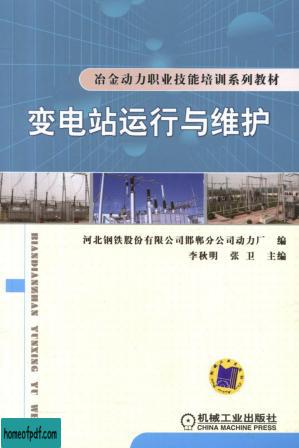 冶金动力职业技能培训系列教材
变电站运行与维护
河北钢铁股份有限公司邯郸分公司动力厂 编
李秋明 张卫 主编
BIANDIANZHAN YUNXING YU WE
机械工业出版社
CHINA MACHINE PRESS
homeofpdf.com
homeofpdf.com